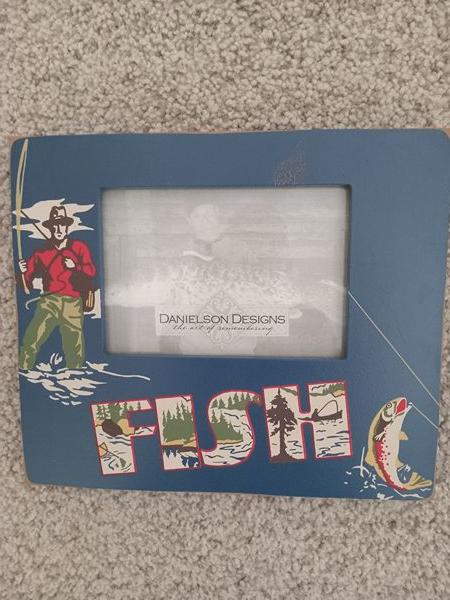 DANIELSON DESIGNS
the art of remembering
FISH